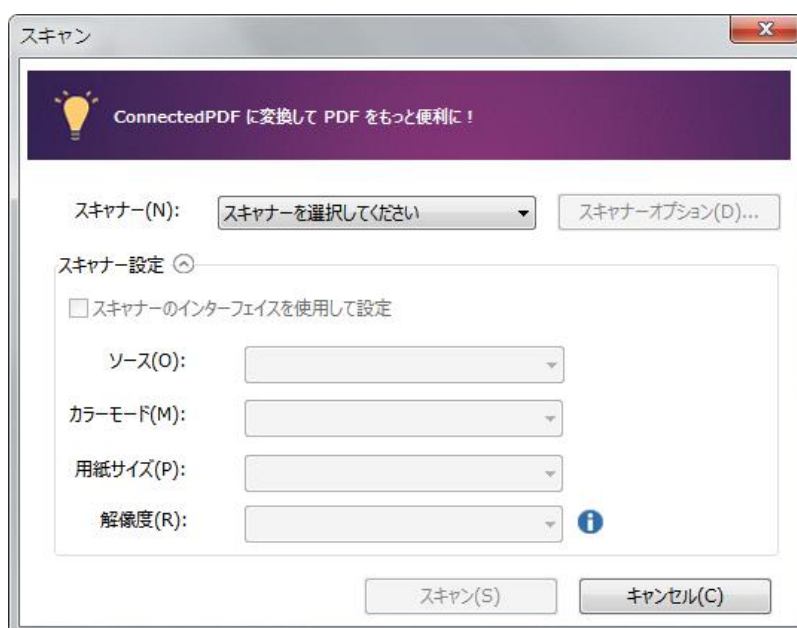 スキャン
ConnectedPDF に変換して PDF をもっと便利に！
スキャナー(N): スキャナーを選択してください スキャナーオプション(D)...
スキャナー設定
スキャナーのインターフェイスを使用して設定
ソース(O):
カラーモード(M):
用紙サイズ(P):
解像度(R):
スキャン(S) キャンセル(C)